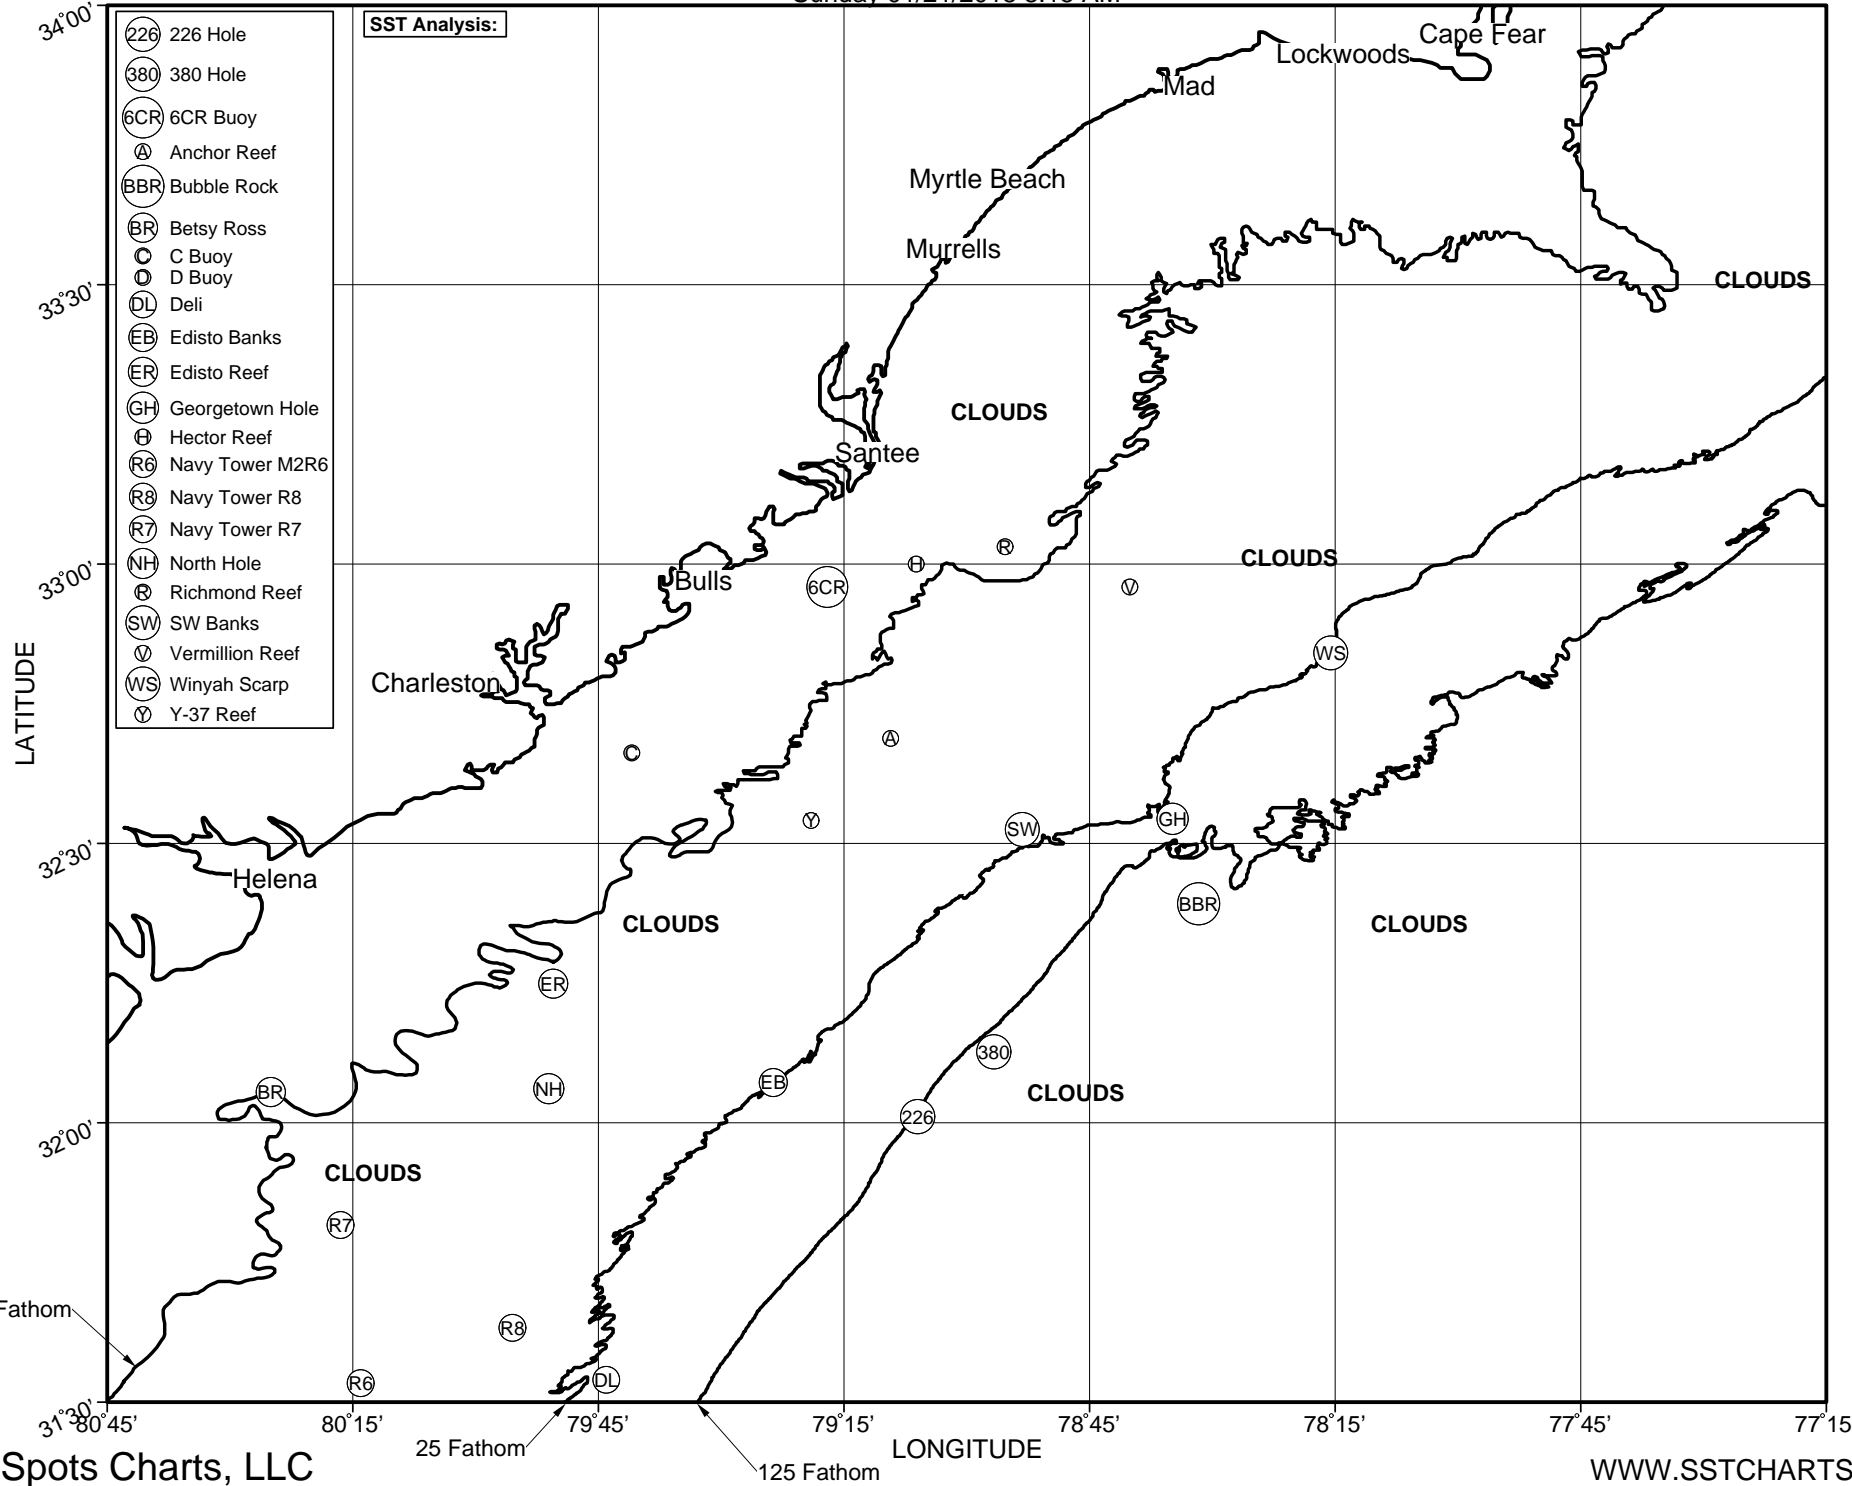 34°00'
226 226 Hole
380 380 Hole
6CR 6CR Buoy
A Anchor Reef
BBR Bubble Rock
BR Betsy Ross
C C Buoy
D D Buoy
DL Deli
EB Edisto Banks
ER Edisto Reef
GH Georgetown Hole
H Hector Reef
R6 Navy Tower M2R6
R8 Navy Tower R8
R7 Navy Tower R7
NH North Hole
R Richmond Reef
SW SW Banks
V Vermillion Reef
WS Winyah Scarp
Y Y-37 Reef
SST Analysis:
Cape Fear
Lockwoods
Mad
Myrtle Beach
Murrells
33°30'
CLOUDS
CLOUDS
Santee
R
CLOUDS
33°00'
H
Bulls
6CR
V
LATITUDE
WS
Charleston
A
C
Y
GH
SW
32°30'
Helena
BBR
CLOUDS
CLOUDS
ER
380
EB
NH
BR
CLOUDS
226
32°00'
CLOUDS
R7
Fathom
R8
DL
R6
31°30'
80°45'
80°15'
79°45'
79°15'
78°45'
78°15'
77°45'
77°15'
25 Fathom
LONGITUDE
125 Fathom
Spots Charts, LLC
WWW.SSTCHARTS